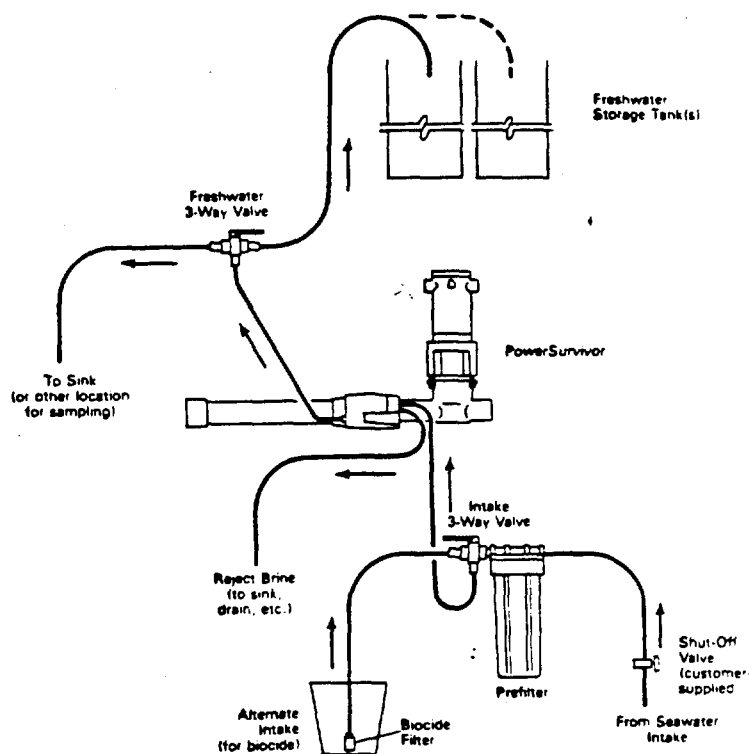 Freshwater
Storage Tank(s)
Freshwater
3-Way Valve
PowerSurvivor
To Sink
(or other location
for sampling)
Intake
3-Way Valve
Reject Brine
(to sink,
drain, etc.)
Shut-Off
Valve
(customer-
supplied
Prefilter
Alternate
Intake
(for biocide)
Biocide
Filter
From Seawater
Intake